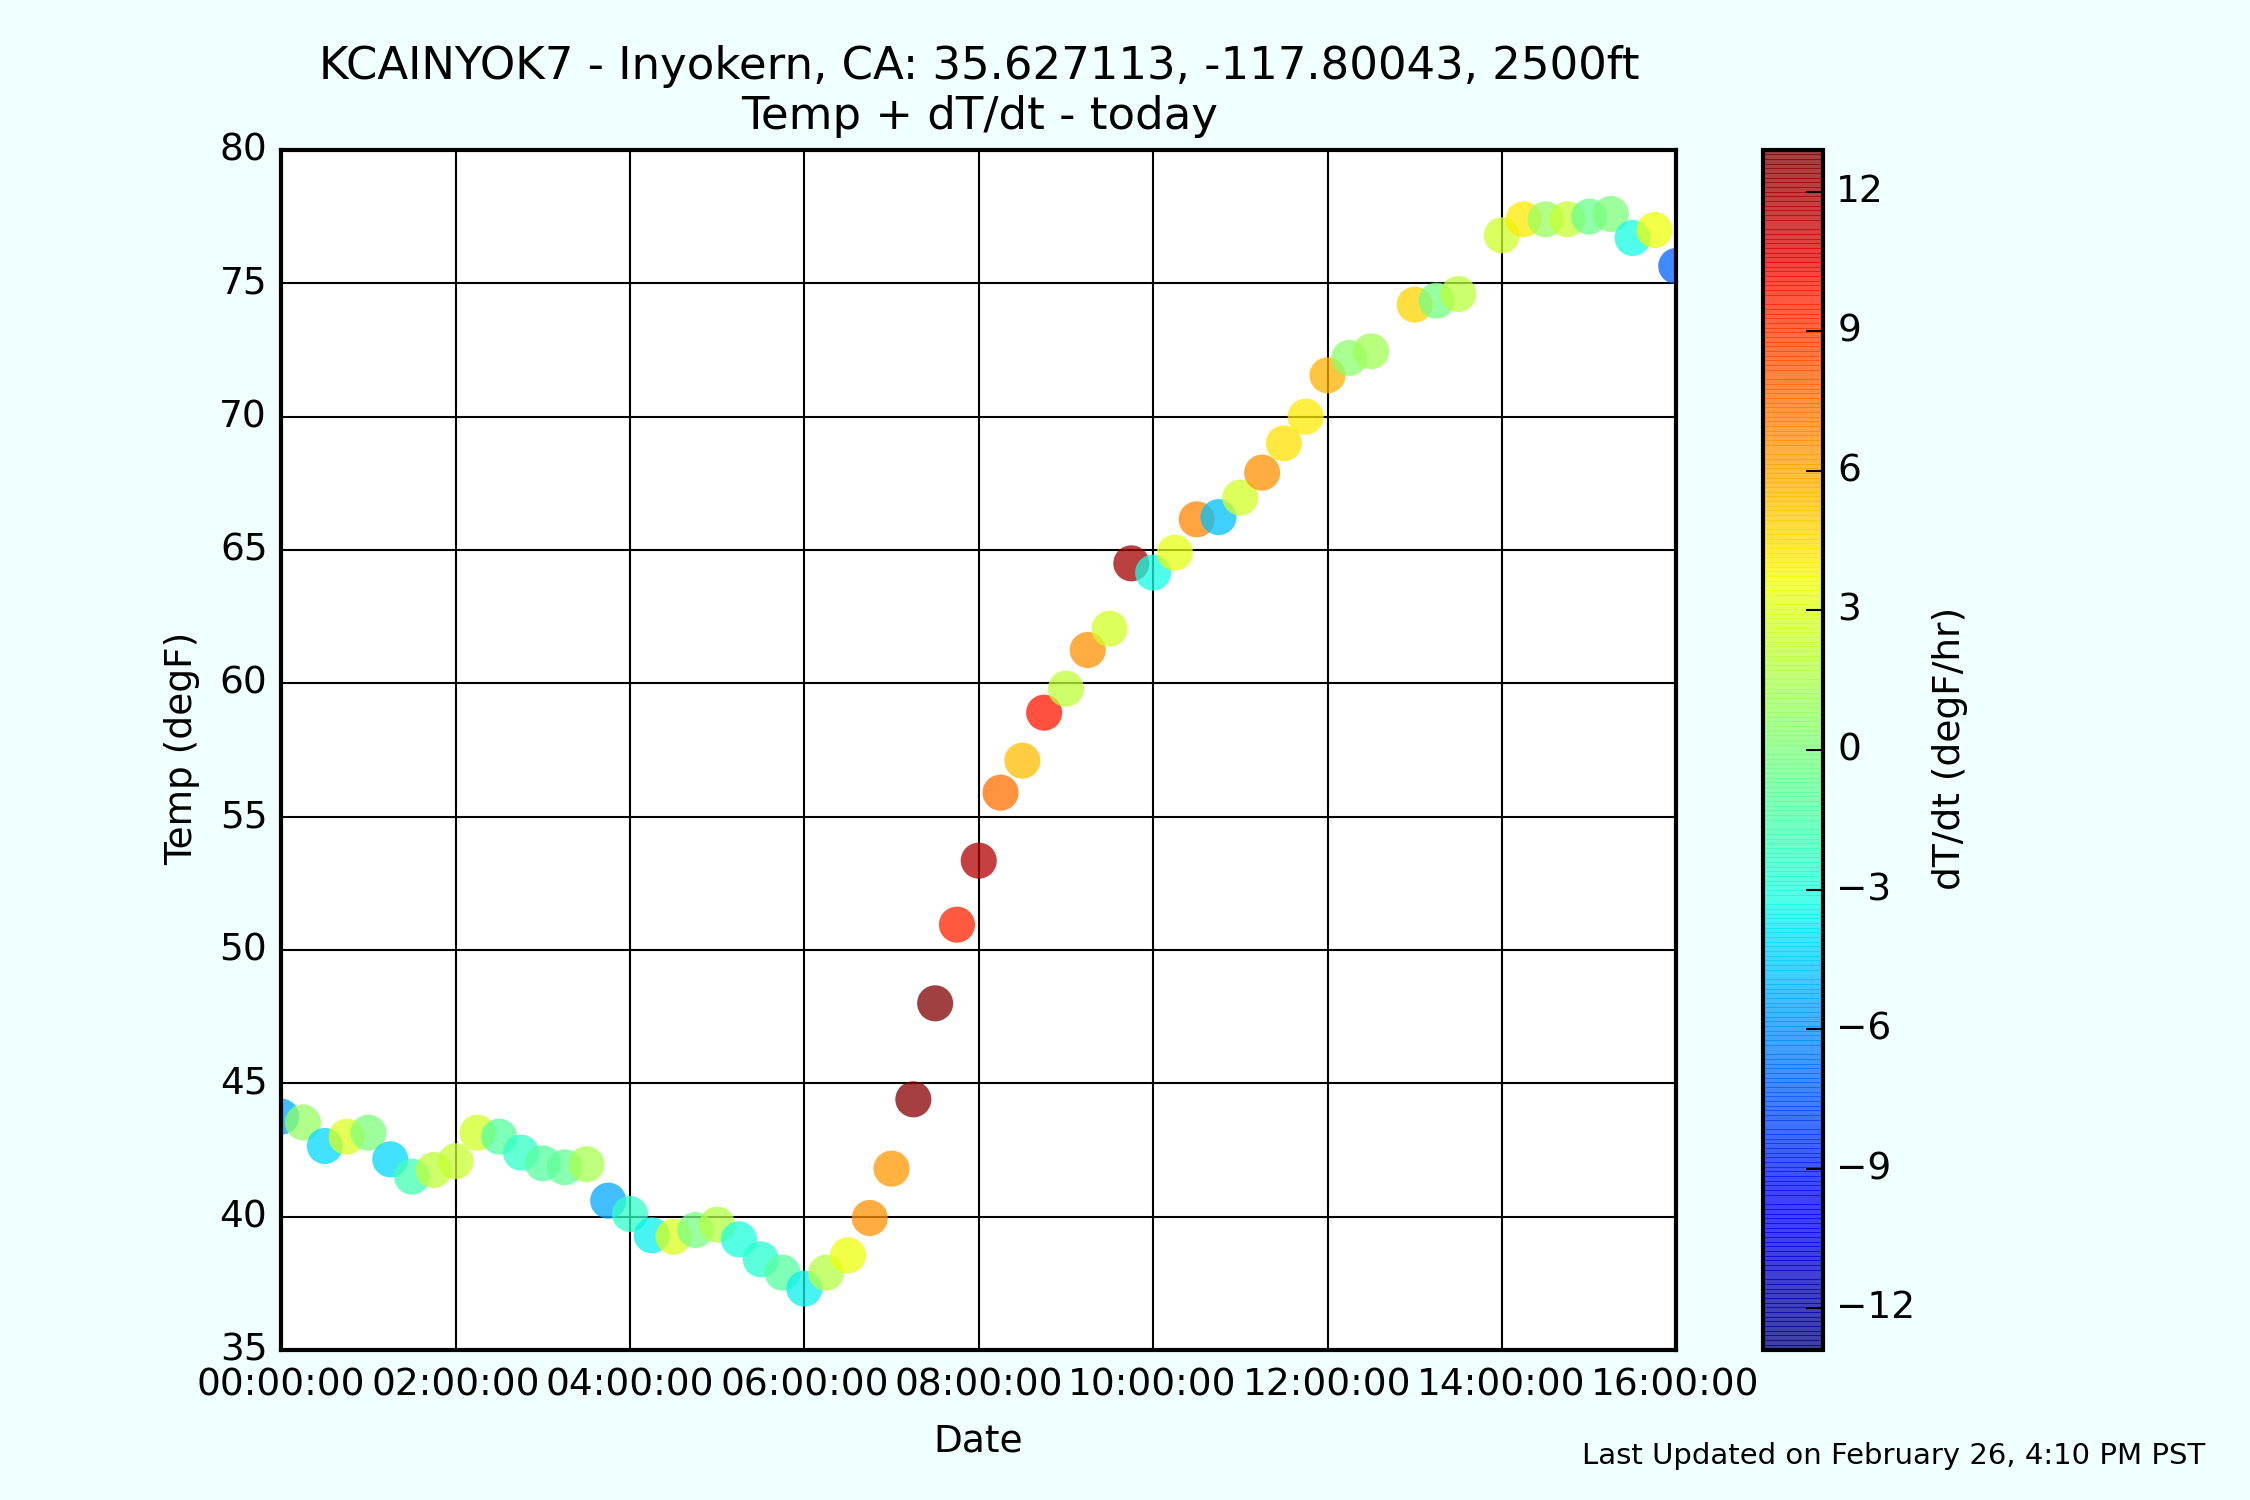 KCAINYOK7 - Inyokern, CA: 35.627113, -117.80043, 2500ft
Temp + dT/dt - today
80
75
70
65
60
55
50
45
40
35
Temp (degF)
00:00:00 02:00:00 04:00:00 06:00:00 08:00:00 10:00:00 12:00:00 14:00:00 16:00:00
Date
12
9
6
3
0
−3
−6
−9
−12
dT/dt (degF/hr)
Last Updated on February 26, 4:10 PM PST